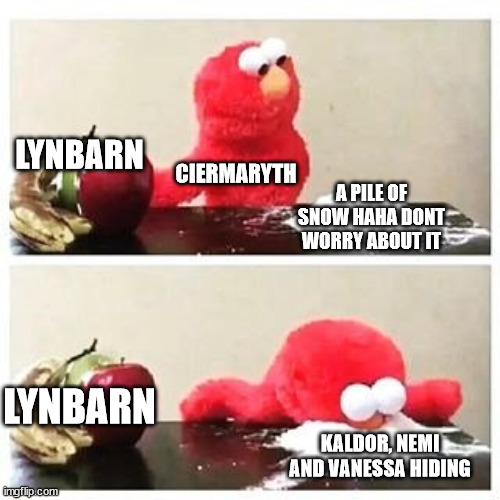 LYNBARN
CIERMARYTH
A PILE OF
SNOW HAHA DONT
WORRY ABOUT IT
LYNBARN
KALDOR, NEMI
AND VANESSA HIDING
imgflip.com